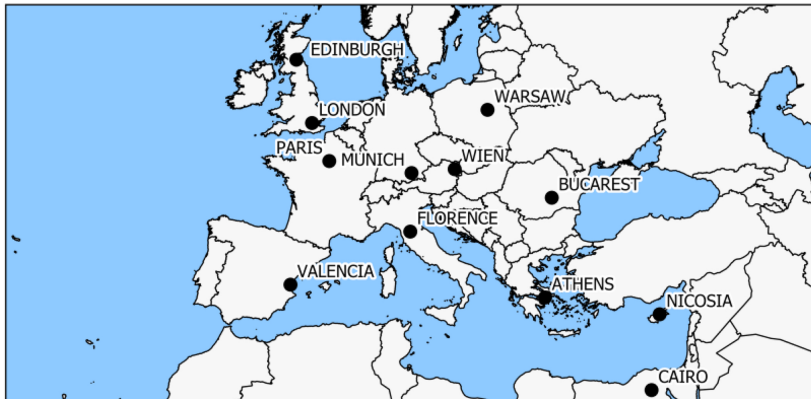 EDINBURGH
WARSAW
LONDON
PARIS
MUNICH
WIEN
BUCAREST
FLORENCE
VALENCIA
ATHENS
NICOSIA
CAIRO